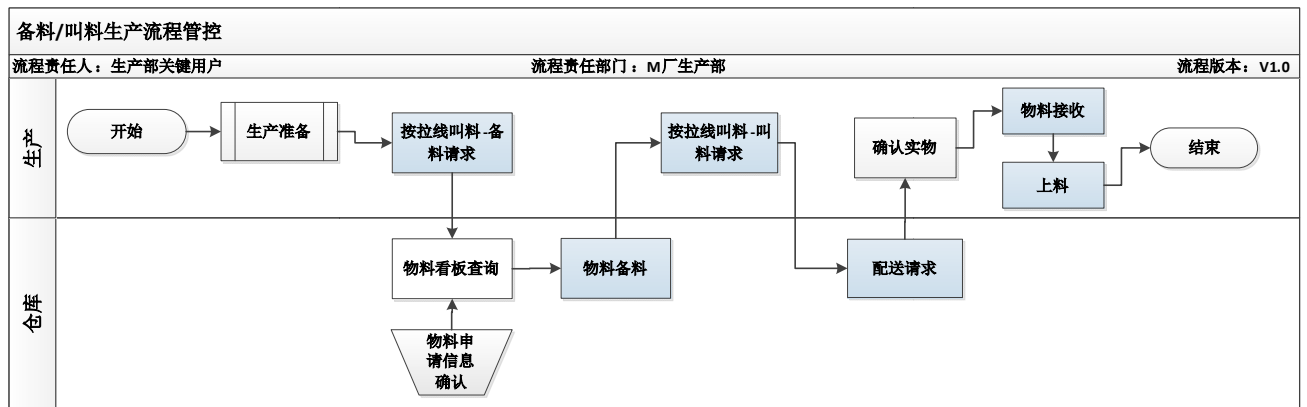 备料/叫料生产流程管控
流程责任人：生产部关键用户
流程责任部门：M厂生产部
流程版本：V1.0
生产
开始
生产准备
按拉线叫料-备
料请求
按拉线叫料-叫
料请求
确认实物
物料接收
上料
结束
仓库
物料看板查询
物料备料
配送请求
物料申
请信息
确认